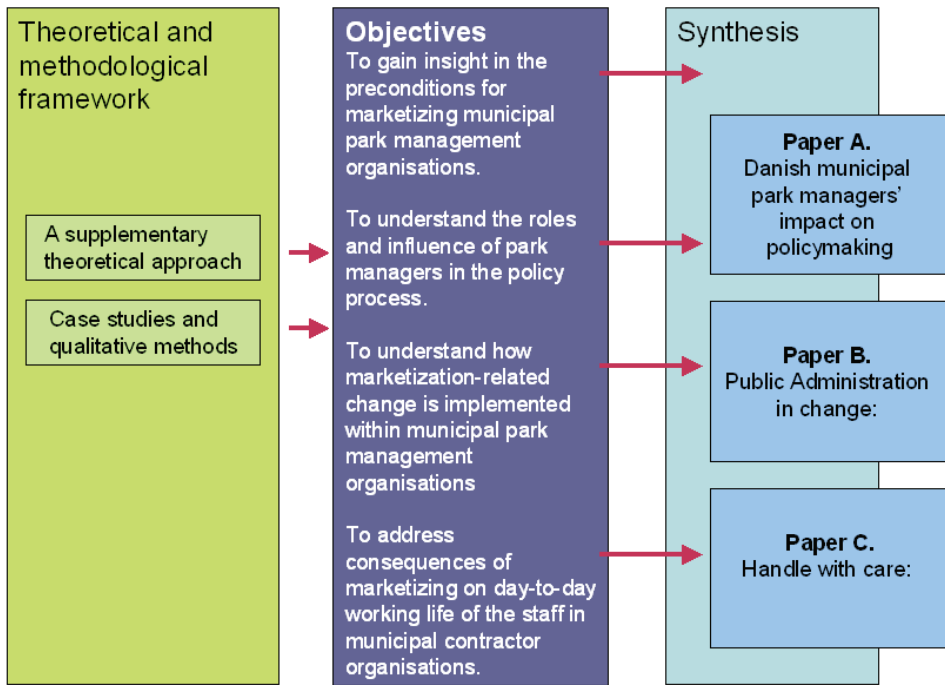 Theoretical and
methodological
framework
A supplementary
theoretical approach
Case studies and
qualitative methods
Objectives
To gain insight in the
preconditions for
marketizing municipal
park management
organisations.
To understand the roles
and influence of park
managers in the policy
process.
To understand how
marketization-related
change is implemented
within municipal park
management
organisations
To address
consequences of
marketizing on day-to-day
working life of the staff in
municipal contractor
organisations.
Synthesis
Paper A.
Danish municipal
park managers’
impact on
policymaking
Paper B.
Public Administration
in change:
Paper C.
Handle with care: